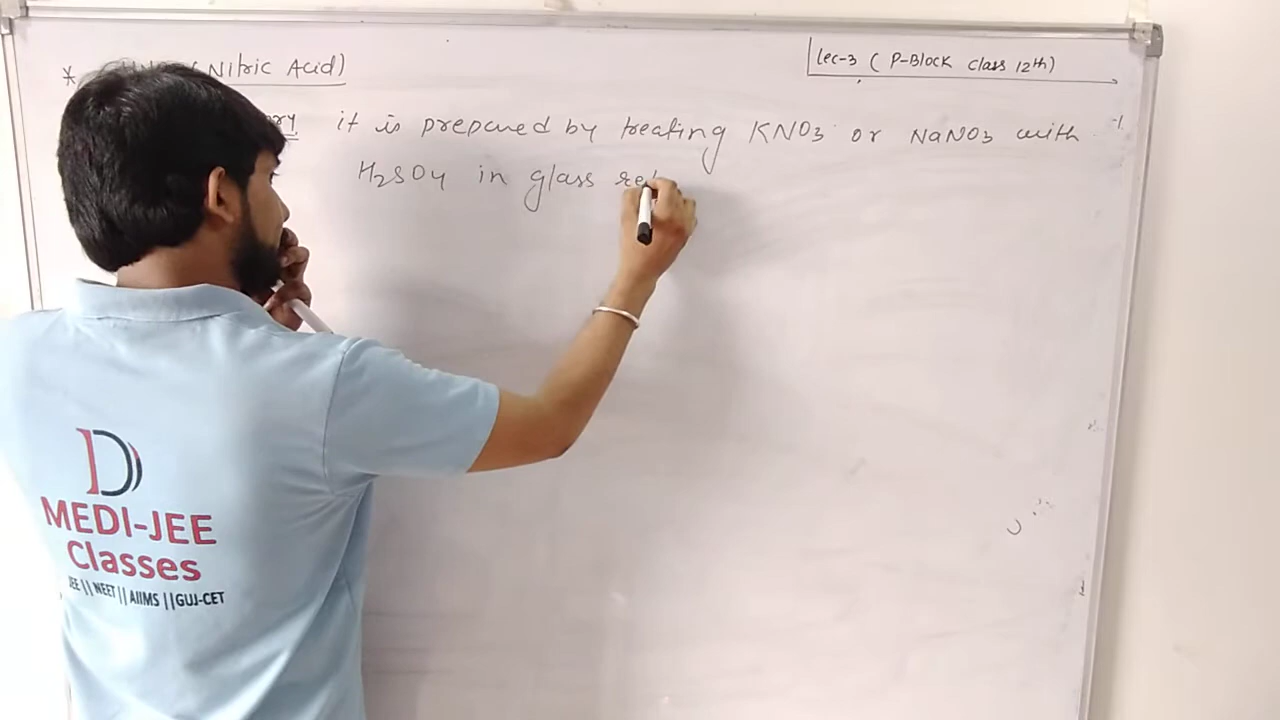 * (Nitric Acid)
Lec-3 ( P-Block class 12th)
it is prepared by treating KNO3 or NaNO3 with
H2SO4 in glass
MEDI-JEE
Classes
JEE || NEET || AIIMS || GUJ-CET